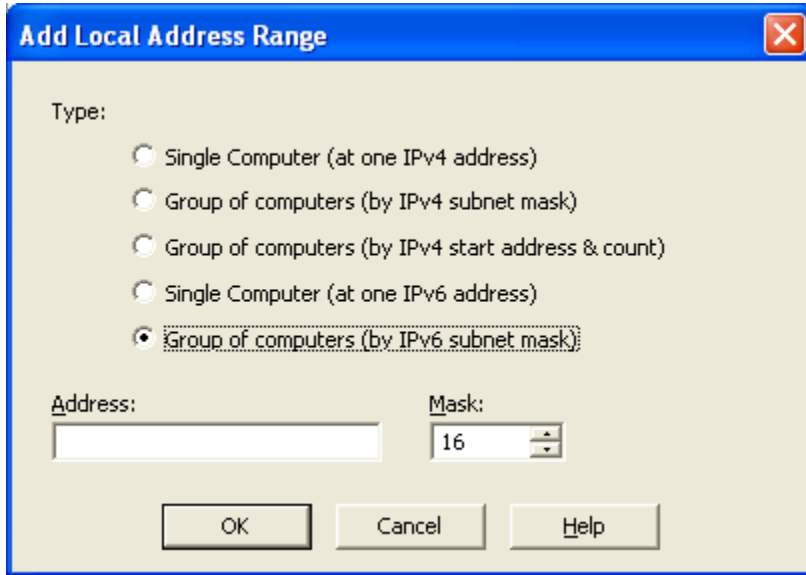 Add Local Address Range
Type:
Single Computer (at one IPv4 address)
Group of computers (by IPv4 subnet mask)
Group of computers (by IPv4 start address & count)
Single Computer (at one IPv6 address)
Group of computers (by IPv6 subnet mask)
Address:
Mask:
16
OK
Cancel
Help